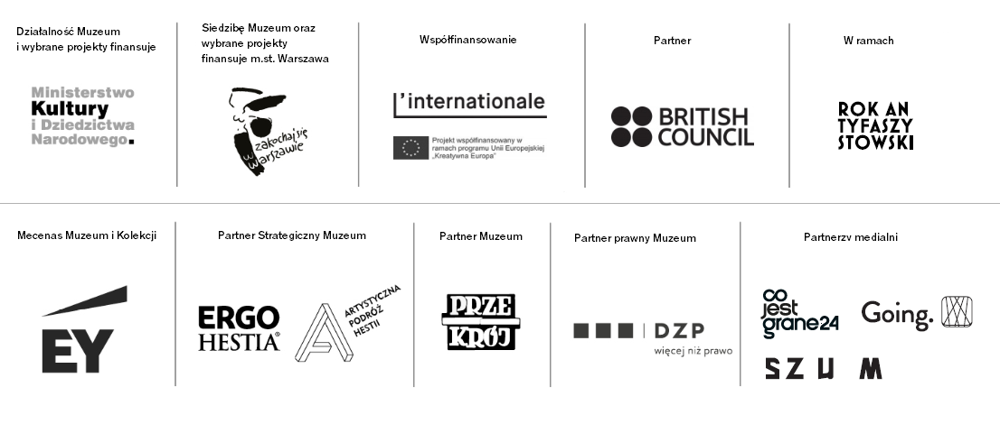 Działalność Muzeum
i wybrane projekty finansuje
Ministerstwo
Kultury
i Dziedzictwa
Narodowego.
Siedzibę Muzeum oraz
wybrane projekty
finansuje m.st. Warszawa
zakochaj się
w Warszawie
Współfinansowanie
l'internationale
Projekt współfinansowany w
ramach programu Unii Europejskiej
„Kreatywna Europa"
Partner
BRITISH
COUNCIL
W ramach
ROK AN
TYFASZY
STOWSKI
Mecenas Muzeum i Kolekcji
EY
Partner Strategiczny Muzeum
ERGO
HESTIA®
ARTYSTYCZNA
PODRÓŻ
HESTII
Partner Muzeum
PRZE
KRÓJ
Partner prawny Muzeum
DZP
więcej niż prawo
Partnerzy medialni
co
jest
grane24
Going.
SZUM